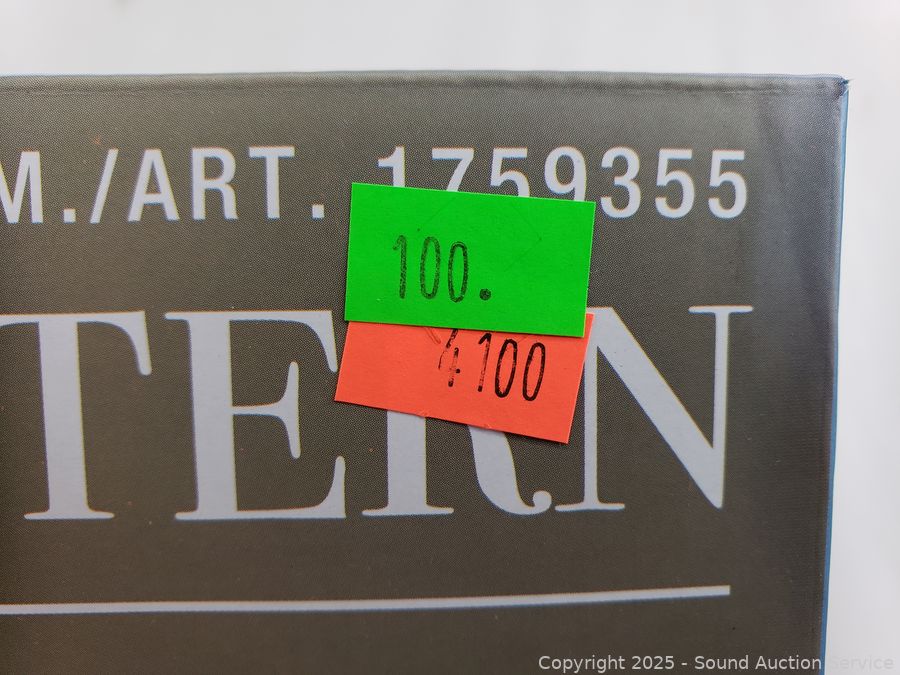 M./ART. 1759355
100.
4100
TERN
Copyright 2025 - Sound Auction Service